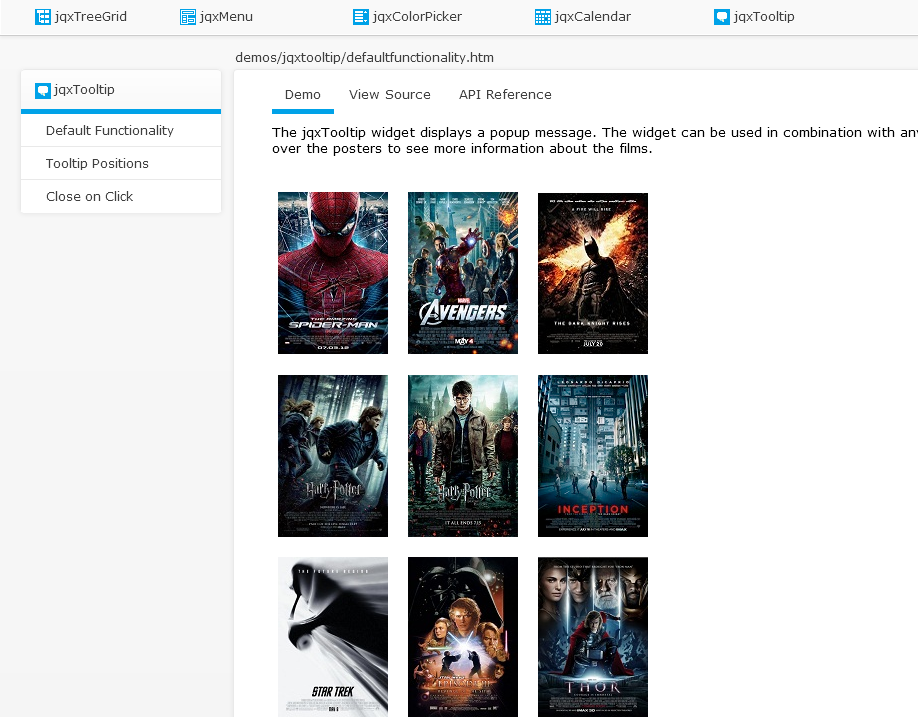 jqxTreeGrid jqxMenu jqxColorPicker jqxCalendar jqxTooltip
demos/jqxtooltip/defaultfunctionality.htm
jqxTooltip
Default Functionality
Tooltip Positions
Close on Click
Demo View Source API Reference
The jqxTooltip widget displays a popup message. The widget can be used in combination with any
over the posters to see more information about the films.
THE AMAZING
SPIDER-MAN
07.03.12
MARVEL
AVENGERS
MAY 4
A FIRE WILL RISE
THE DARK KNIGHT RISES
JULY 20
Harry Potter
Harry Potter
IT ALL ENDS 7.15
LEONARDO DICAPRIO
INCEPTION
THE FUTURE BEGINS
STAR TREK
THOR